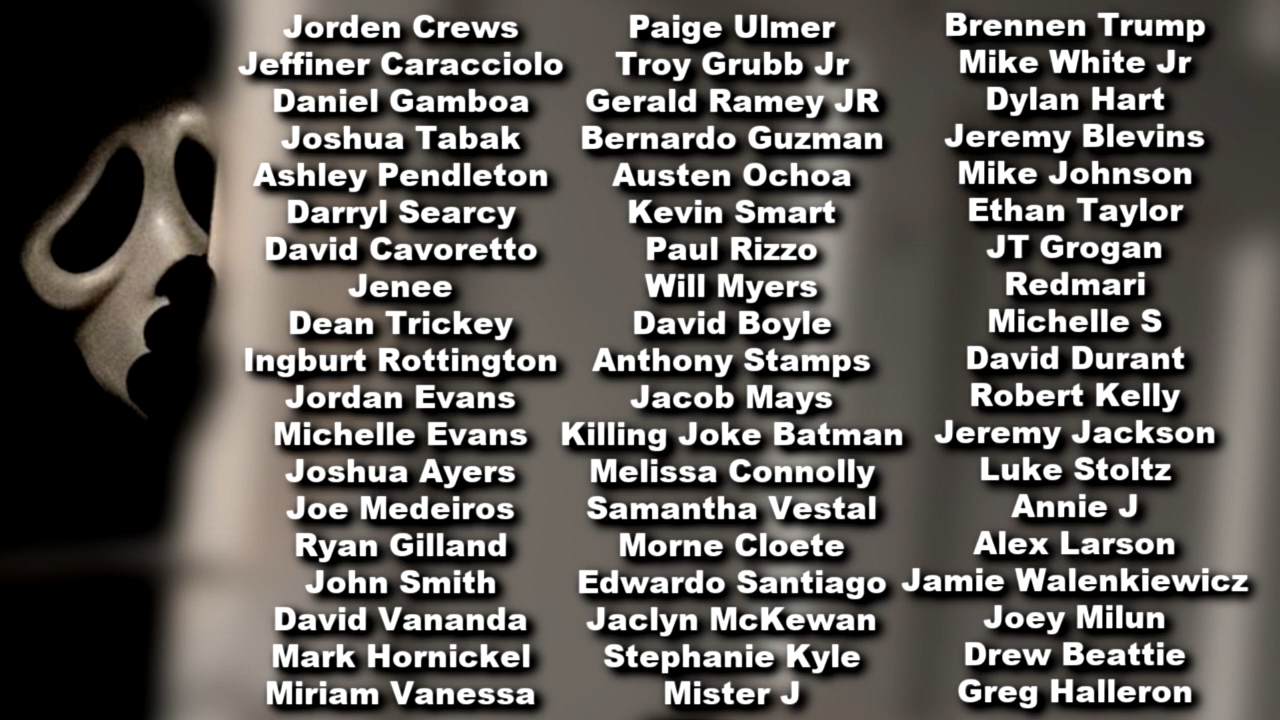 Jorden Crews
Jeffiner Caracciolo
Daniel Gamboa
Joshua Tabak
Ashley Pendleton
Darryl Searcy
David Cavoretto
Jenee
Dean Trickey
Ingburt Rottington
Jordan Evans
Michelle Evans
Joshua Ayers
Joe Medeiros
Ryan Gilland
John Smith
David Vananda
Mark Hornickel
Miriam Vanessa
Paige Ulmer
Troy Grubb Jr
Gerald Ramey JR
Bernardo Guzman
Austen Ochoa
Kevin Smart
Paul Rizzo
Will Myers
David Boyle
Anthony Stamps
Jacob Mays
Killing Joke Batman
Melissa Connolly
Samantha Vestal
Morne Cloete
Edwardo Santiago
Jaclyn McKewan
Stephanie Kyle
Mister J
Brennen Trump
Mike White Jr
Dylan Hart
Jeremy Blevins
Mike Johnson
Ethan Taylor
JT Grogan
Redmari
Michelle S
David Durant
Robert Kelly
Jeremy Jackson
Luke Stoltz
Annie J
Alex Larson
Jamie Walenkiewicz
Joey Milun
Drew Beattie
Greg Halleron